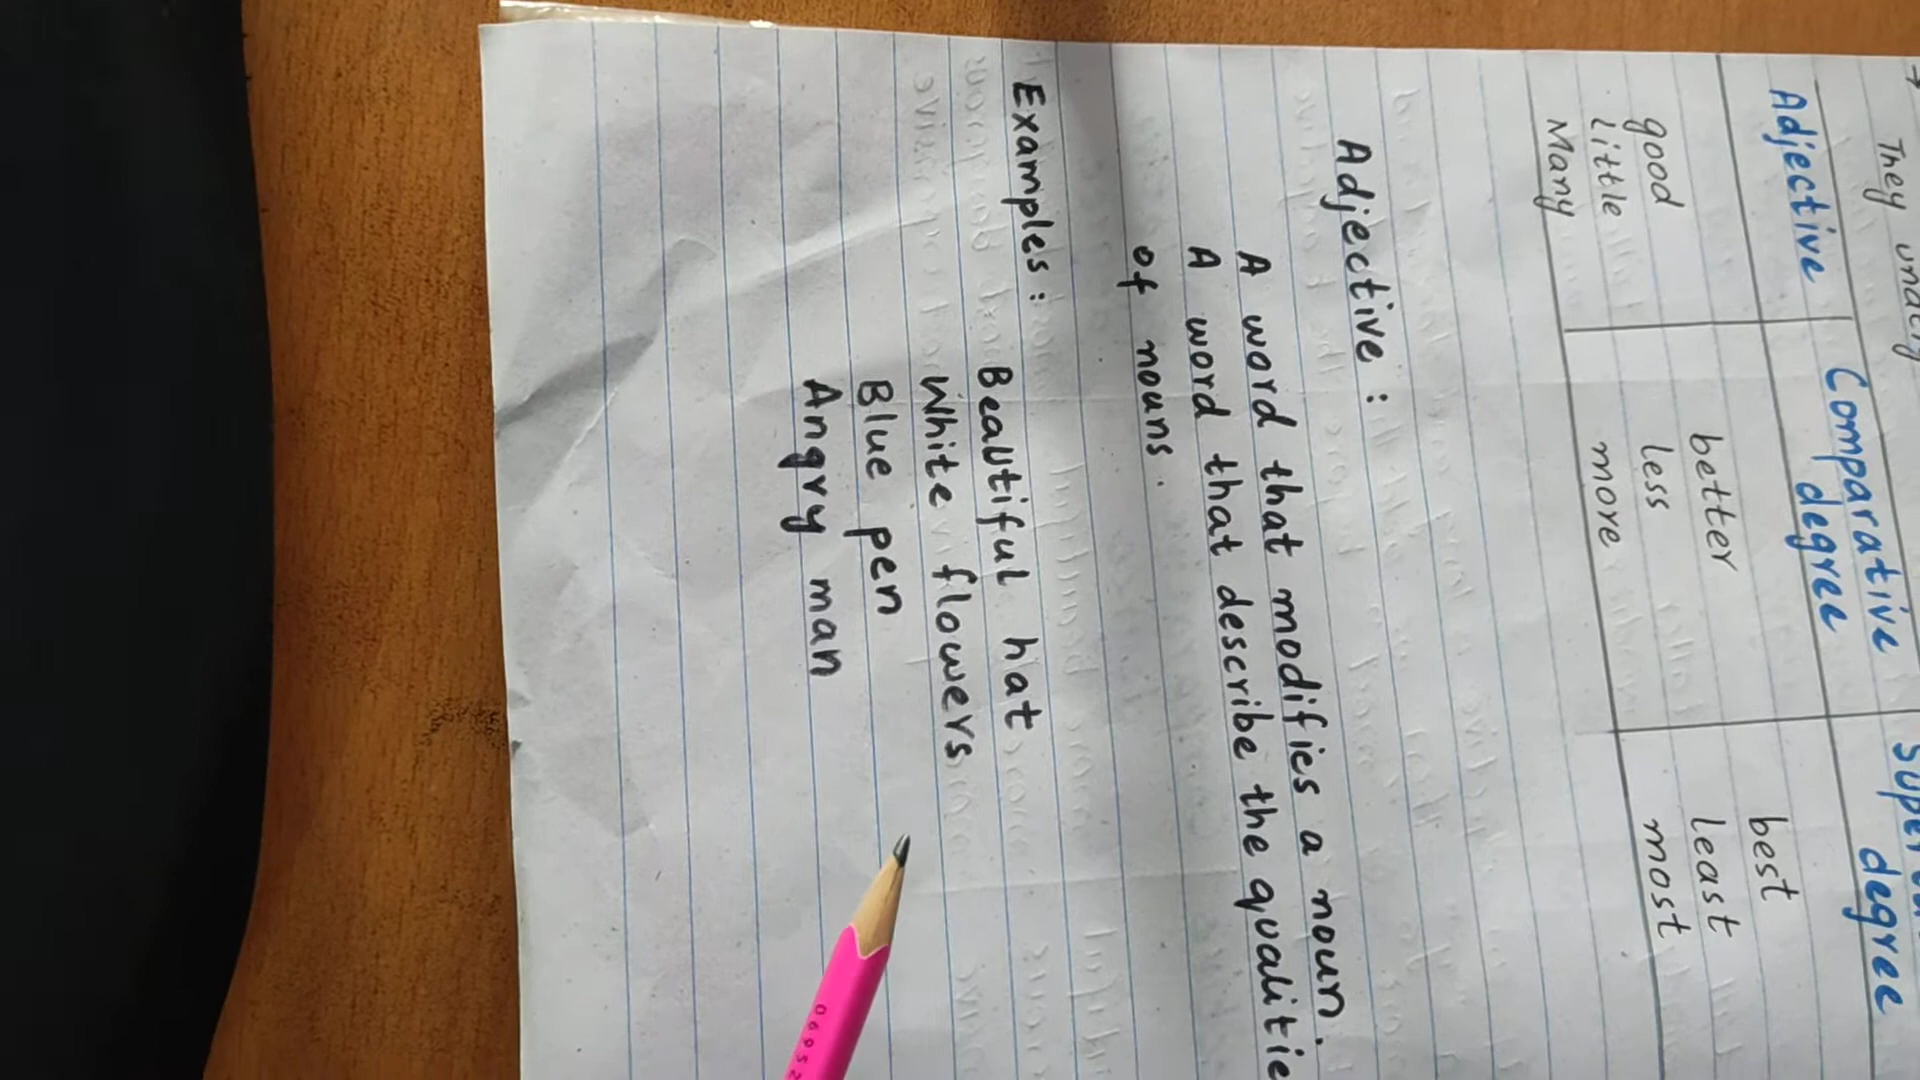 They
Adjective Comparative
degree degree
good better best
little less least
Many more most
Adjective :
A word that modifies a noun.
A word that describe the qualitie
of nouns.
Examples : Beautiful hat
White flowers
Blue pen
Angry man
06952